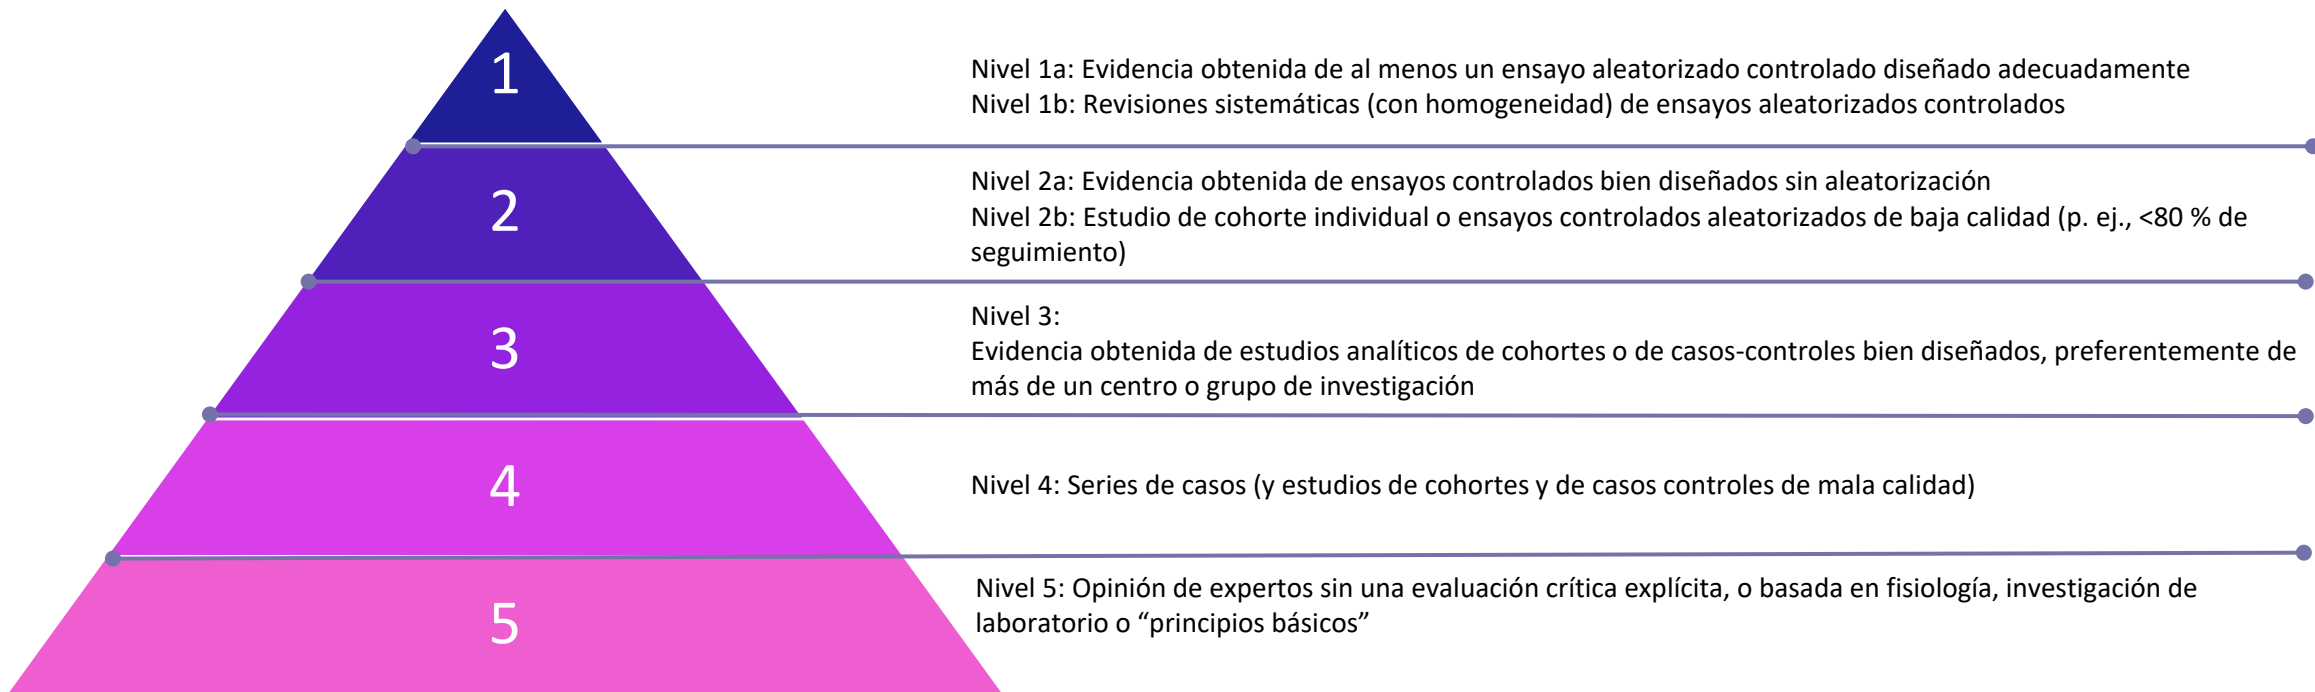 1
Nivel 1a: Evidencia obtenida de al menos un ensayo aleatorizado controlado diseñado adecuadamente
Nivel 1b: Revisiones sistemáticas (con homogeneidad) de ensayos aleatorizados controlados
2
Nivel 2a: Evidencia obtenida de ensayos controlados bien diseñados sin aleatorización
Nivel 2b: Estudio de cohorte individual o ensayos controlados aleatorizados de baja calidad (p. ej., <80 % de
seguimiento)
3
Nivel 3:
Evidencia obtenida de estudios analíticos de cohortes o de casos-controles bien diseñados, preferentemente de
más de un centro o grupo de investigación
4
Nivel 4: Series de casos (y estudios de cohortes y de casos controles de mala calidad)
5
Nivel 5: Opinión de expertos sin una evaluación crítica explícita, o basada en fisiología, investigación de
laboratorio o “principios básicos”